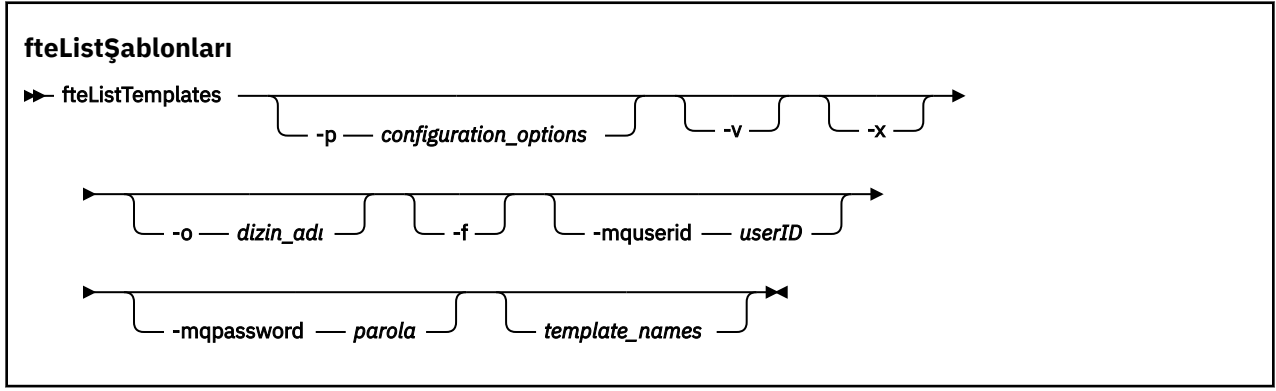 fteListŞablonları
fteListTemplates -p configuration_options -v -x
-o dizin_adı -f -mquserid userID
-mqpassword parola template_names